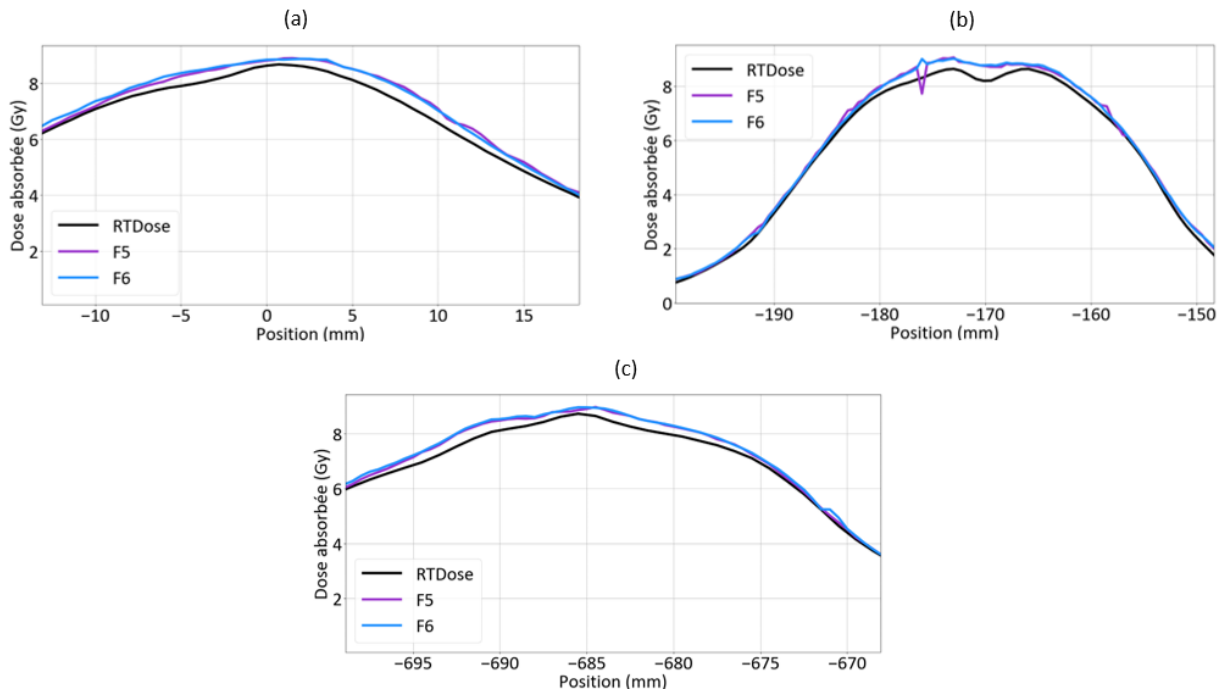 (a)
Dose absorbée (Gy)
8
6
4
2
RTDose
F5
F6
−10 −5 0 5 10 15
Position (mm)
(b)
Dose absorbée (Gy)
8
6
4
2
0
RTDose
F5
F6
−190 −180 −170 −160 −150
Position (mm)
(c)
Dose absorbée (Gy)
8
6
4
2
RTDose
F5
F6
−695 −690 −685 −680 −675 −670
Position (mm)